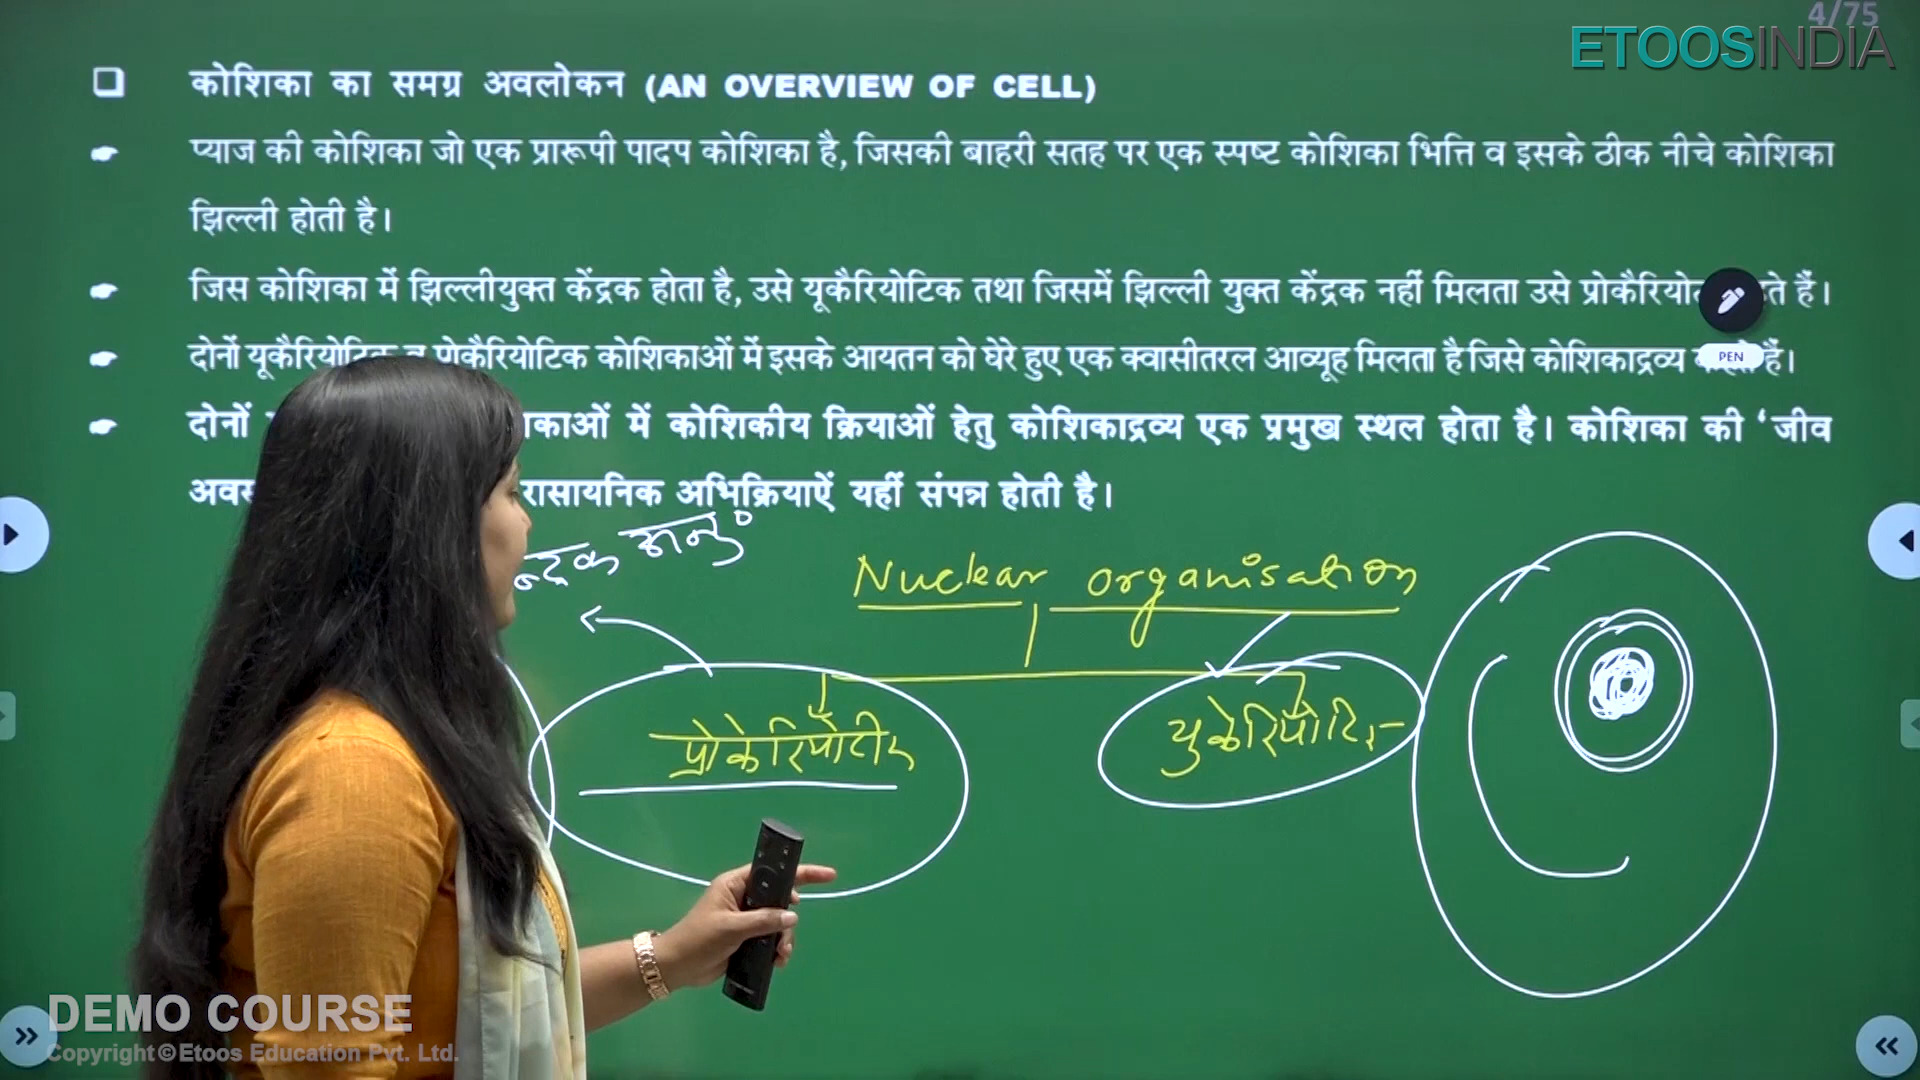 4/75
ETOOSINDIA
❑ कोशिका का समग्र अवलोकन (AN OVERVIEW OF CELL)
प्याज की कोशिका जो एक प्रारूपी पादप कोशिका है, जिसकी बाहरी सतह पर एक स्पष्ट कोशिका भित्ति व इसके ठीक नीचे कोशिका
झिल्ली होती है।
जिस कोशिका में झिल्लीयुक्त केंद्रक होता है, उसे यूकैरियोटिक तथा जिसमें झिल्ली युक्त केंद्रक नहीं मिलता उसे हैं।
दोनों यूकैरियोटिक व प्रोकैरियोटिक कोशिकाओं में इसके आयतन को घेरे हुए एक क्वासीतरल आव्यूह मिलता है जिसे कोशिकाद्रव्य हैं।
PEN
दोनों में कोशिकीय क्रियाओं हेतु कोशिकाद्रव्य एक प्रमुख स्थल होता है। कोशिका की ‘जीव
रासायनिक अभिक्रियाऐं यहीं संपन्न होती है।
Nuclear organisation
प्रोकेरियोटी
युकेरियोटि
DEMO COURSE
Copyright © Etoos Education Pvt. Ltd.